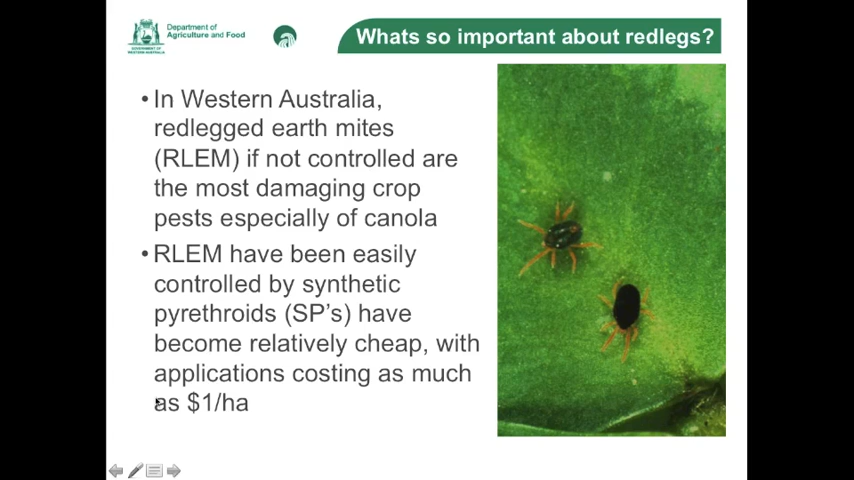 Department of
Agriculture and Food
GOVERNMENT OF
WESTERN AUSTRALIA
Whats so important about redlegs?
• In Western Australia,
redlegged earth mites
(RLEM) if not controlled are
the most damaging crop
pests especially of canola
• RLEM have been easily
controlled by synthetic
pyrethroids (SP's) have
become relatively cheap, with
applications costing as much
as $1/ha